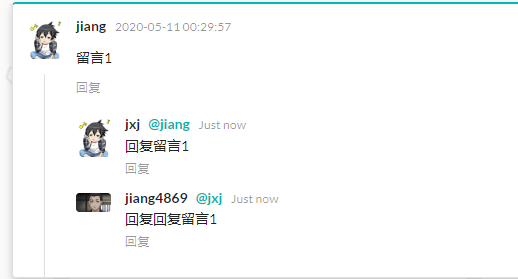 jiang 2020-05-11 00:29:57
留言1
回复
jxj @jiang Just now
回复留言1
回复
jiang4869 @jxj Just now
回复回复留言1
回复